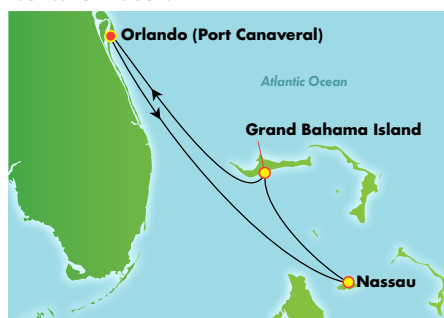 Orlando (Port Canaveral)
Atlantic Ocean
Grand Bahama Island
Nassau